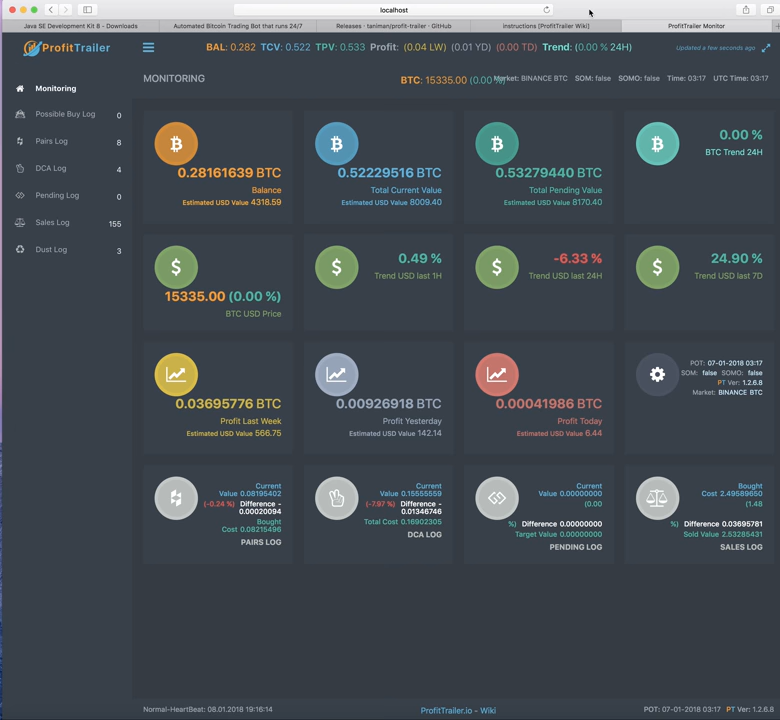 localhost
Java SE Development Kit 8 - Downloads
Automated Bitcoin Trading Bot that runs 24/7
Releases · taniman/profit-trailer · GitHub
instructions [ProfitTrailer Wiki]
ProfitTrailer Monitor
ProfitTrailer
BAL: 0.282 TCV: 0.522 TPV: 0.533 Profit: (0.04 LW) (0.01 YD) (0.00 TD) Trend: (0.00 % 24H)
Updated a few seconds ago
MONITORING
BTC: 15335.00 (0.00 %)
Market: BINANCE BTC SOM: false SOMO: false Time: 03:17 UTC Time: 03:17
Monitoring
Possible Buy Log 0
Pairs Log 8
DCA Log 4
Pending Log 0
Sales Log 155
Dust Log 3
0.28161639 BTC
Balance
Estimated USD Value 4318.59
0.52229516 BTC
Total Current Value
Estimated USD Value 8009.40
0.53279440 BTC
Total Pending Value
Estimated USD Value 8170.40
0.00 %
BTC Trend 24H
15335.00 (0.00 %)
BTC USD Price
0.49 %
Trend USD last 1H
-6.33 %
Trend USD last 24H
24.90 %
Trend USD last 7D
0.03695776 BTC
Profit Last Week
Estimated USD Value 566.75
0.00926918 BTC
Profit Yesterday
Estimated USD Value 142.14
0.00041986 BTC
Profit Today
Estimated USD Value 6.44
POT: 07-01-2018 03:17
SOM: false SOMO: false
PT Ver: 1.2.6.8
Market: BINANCE BTC
Current
Value 0.08195402
(-0.24 %) Difference -
0.00020094
Bought
Cost 0.08215496
PAIRS LOG
Current
Value 0.15555559
(-7.97 %) Difference -
0.01346746
Total Cost 0.16902305
DCA LOG
Current
Value 0.00000000
(0.00
%) Difference 0.00000000
Target Value 0.00000000
PENDING LOG
Bought
Cost 2.49589650
(1.48
%) Difference 0.03695781
Sold Value 2.53285431
SALES LOG
Normal-HeartBeat: 08.01.2018 19:16:14
ProfitTrailer.io - Wiki
POT: 07-01-2018 03:17 PT Ver: 1.2.6.8